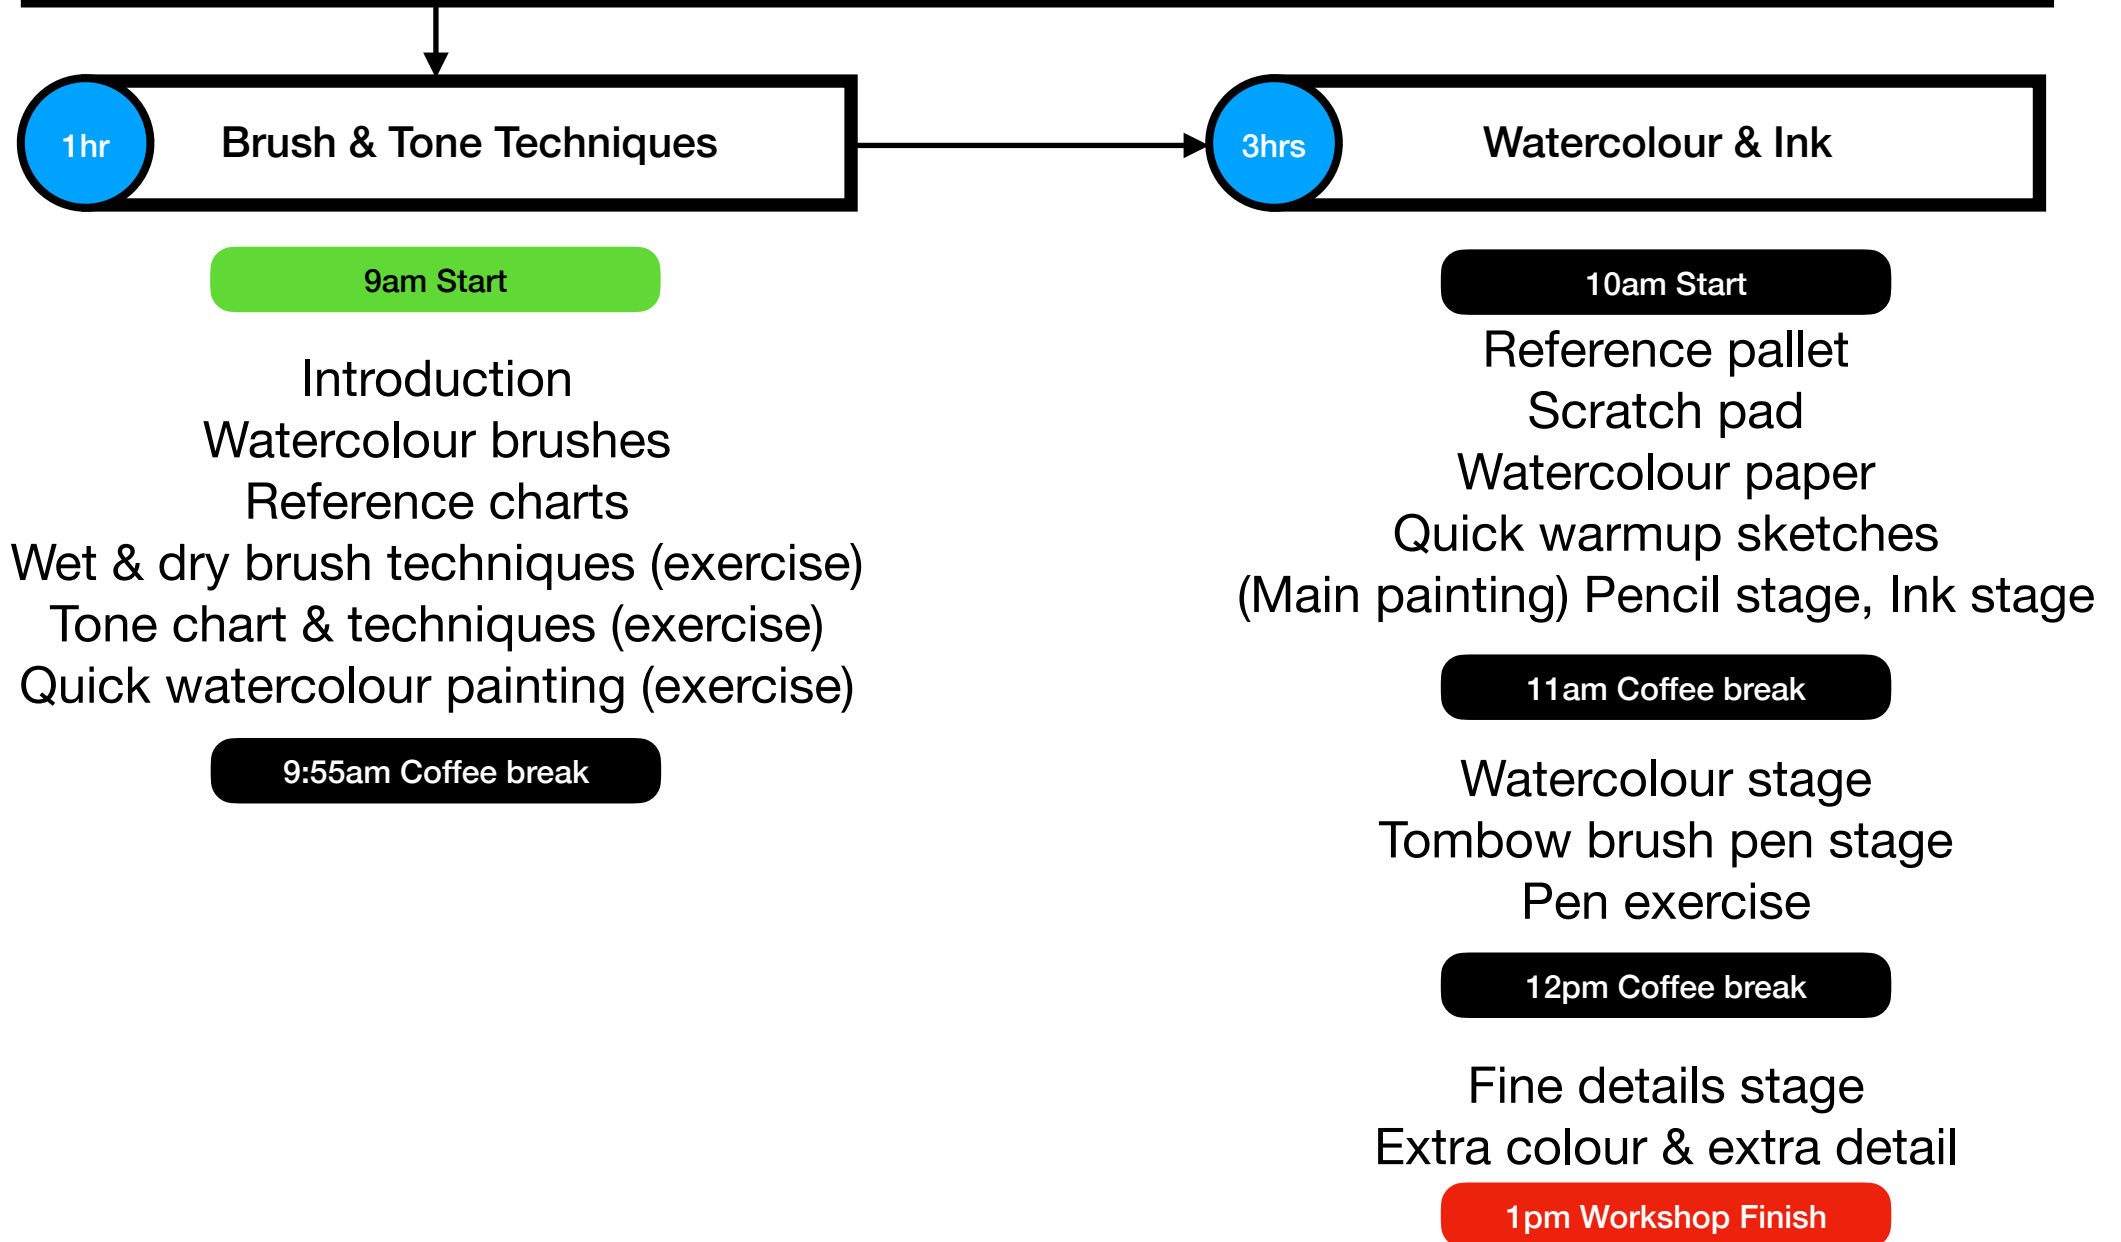 1hr
Brush & Tone Techniques
9am Start
Introduction
Watercolour brushes
Reference charts
Wet & dry brush techniques (exercise)
Tone chart & techniques (exercise)
Quick watercolour painting (exercise)
9:55am Coffee break
3hrs
Watercolour & Ink
10am Start
Reference pallet
Scratch pad
Watercolour paper
Quick warmup sketches
(Main painting) Pencil stage, Ink stage
11am Coffee break
Watercolour stage
Tombow brush pen stage
Pen exercise
12pm Coffee break
Fine details stage
Extra colour & extra detail
1pm Workshop Finish